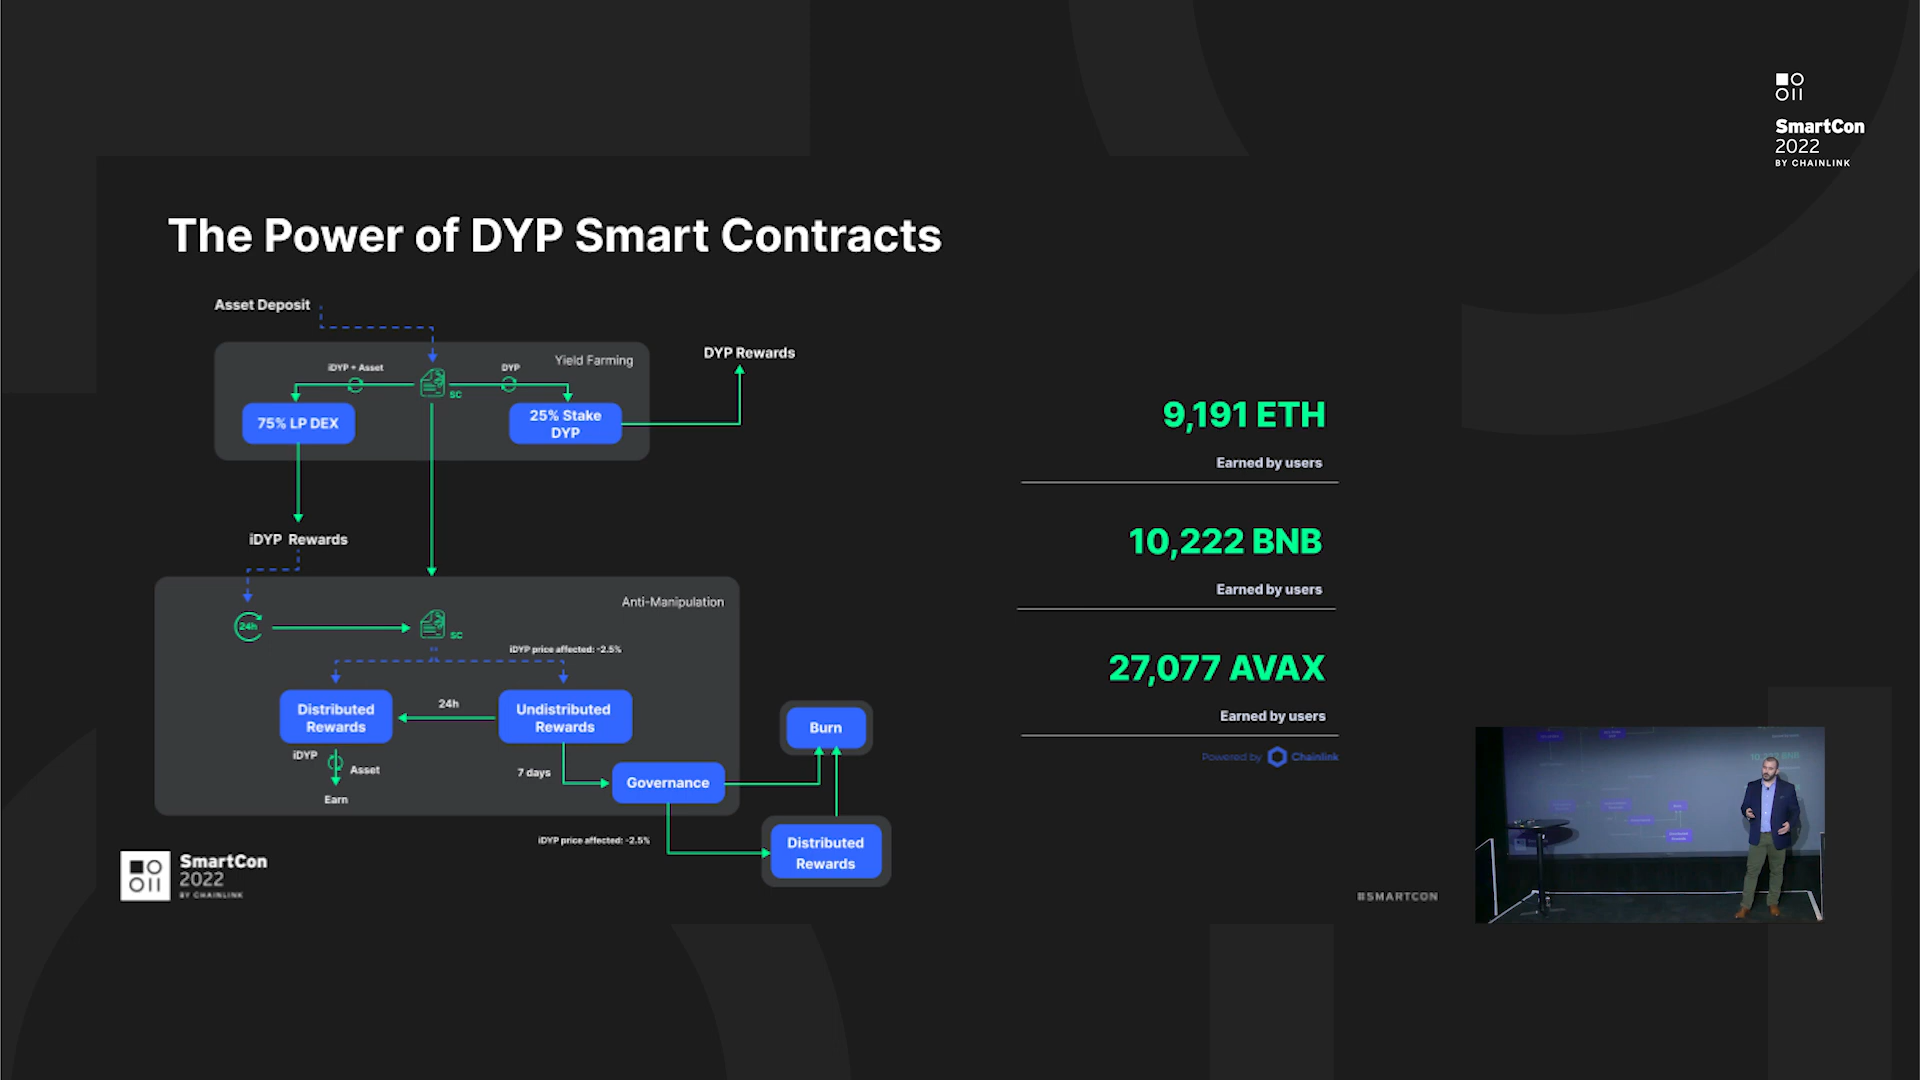 SmartCon
2022
BY CHAINLINK
The Power of DYP Smart Contracts
Asset Deposit
Yield Farming
iDYP + Asset
DYP
SC
75% LP DEX
25% Stake
DYP
DYP Rewards
iDYP Rewards
Anti-Manipulation
24h
SC
iDYP price affected: -2.5%
Distributed
Rewards
24h
Undistributed
Rewards
iDYP
Asset
Earn
7 days
Governance
Burn
iDYP price affected: -2.5%
Distributed
Rewards
9,191 ETH
Earned by users
10,222 BNB
Earned by users
27,077 AVAX
Earned by users
Powered by Chainlink
SmartCon
2022
BY CHAINLINK
#SMARTCON
10,222 BNB